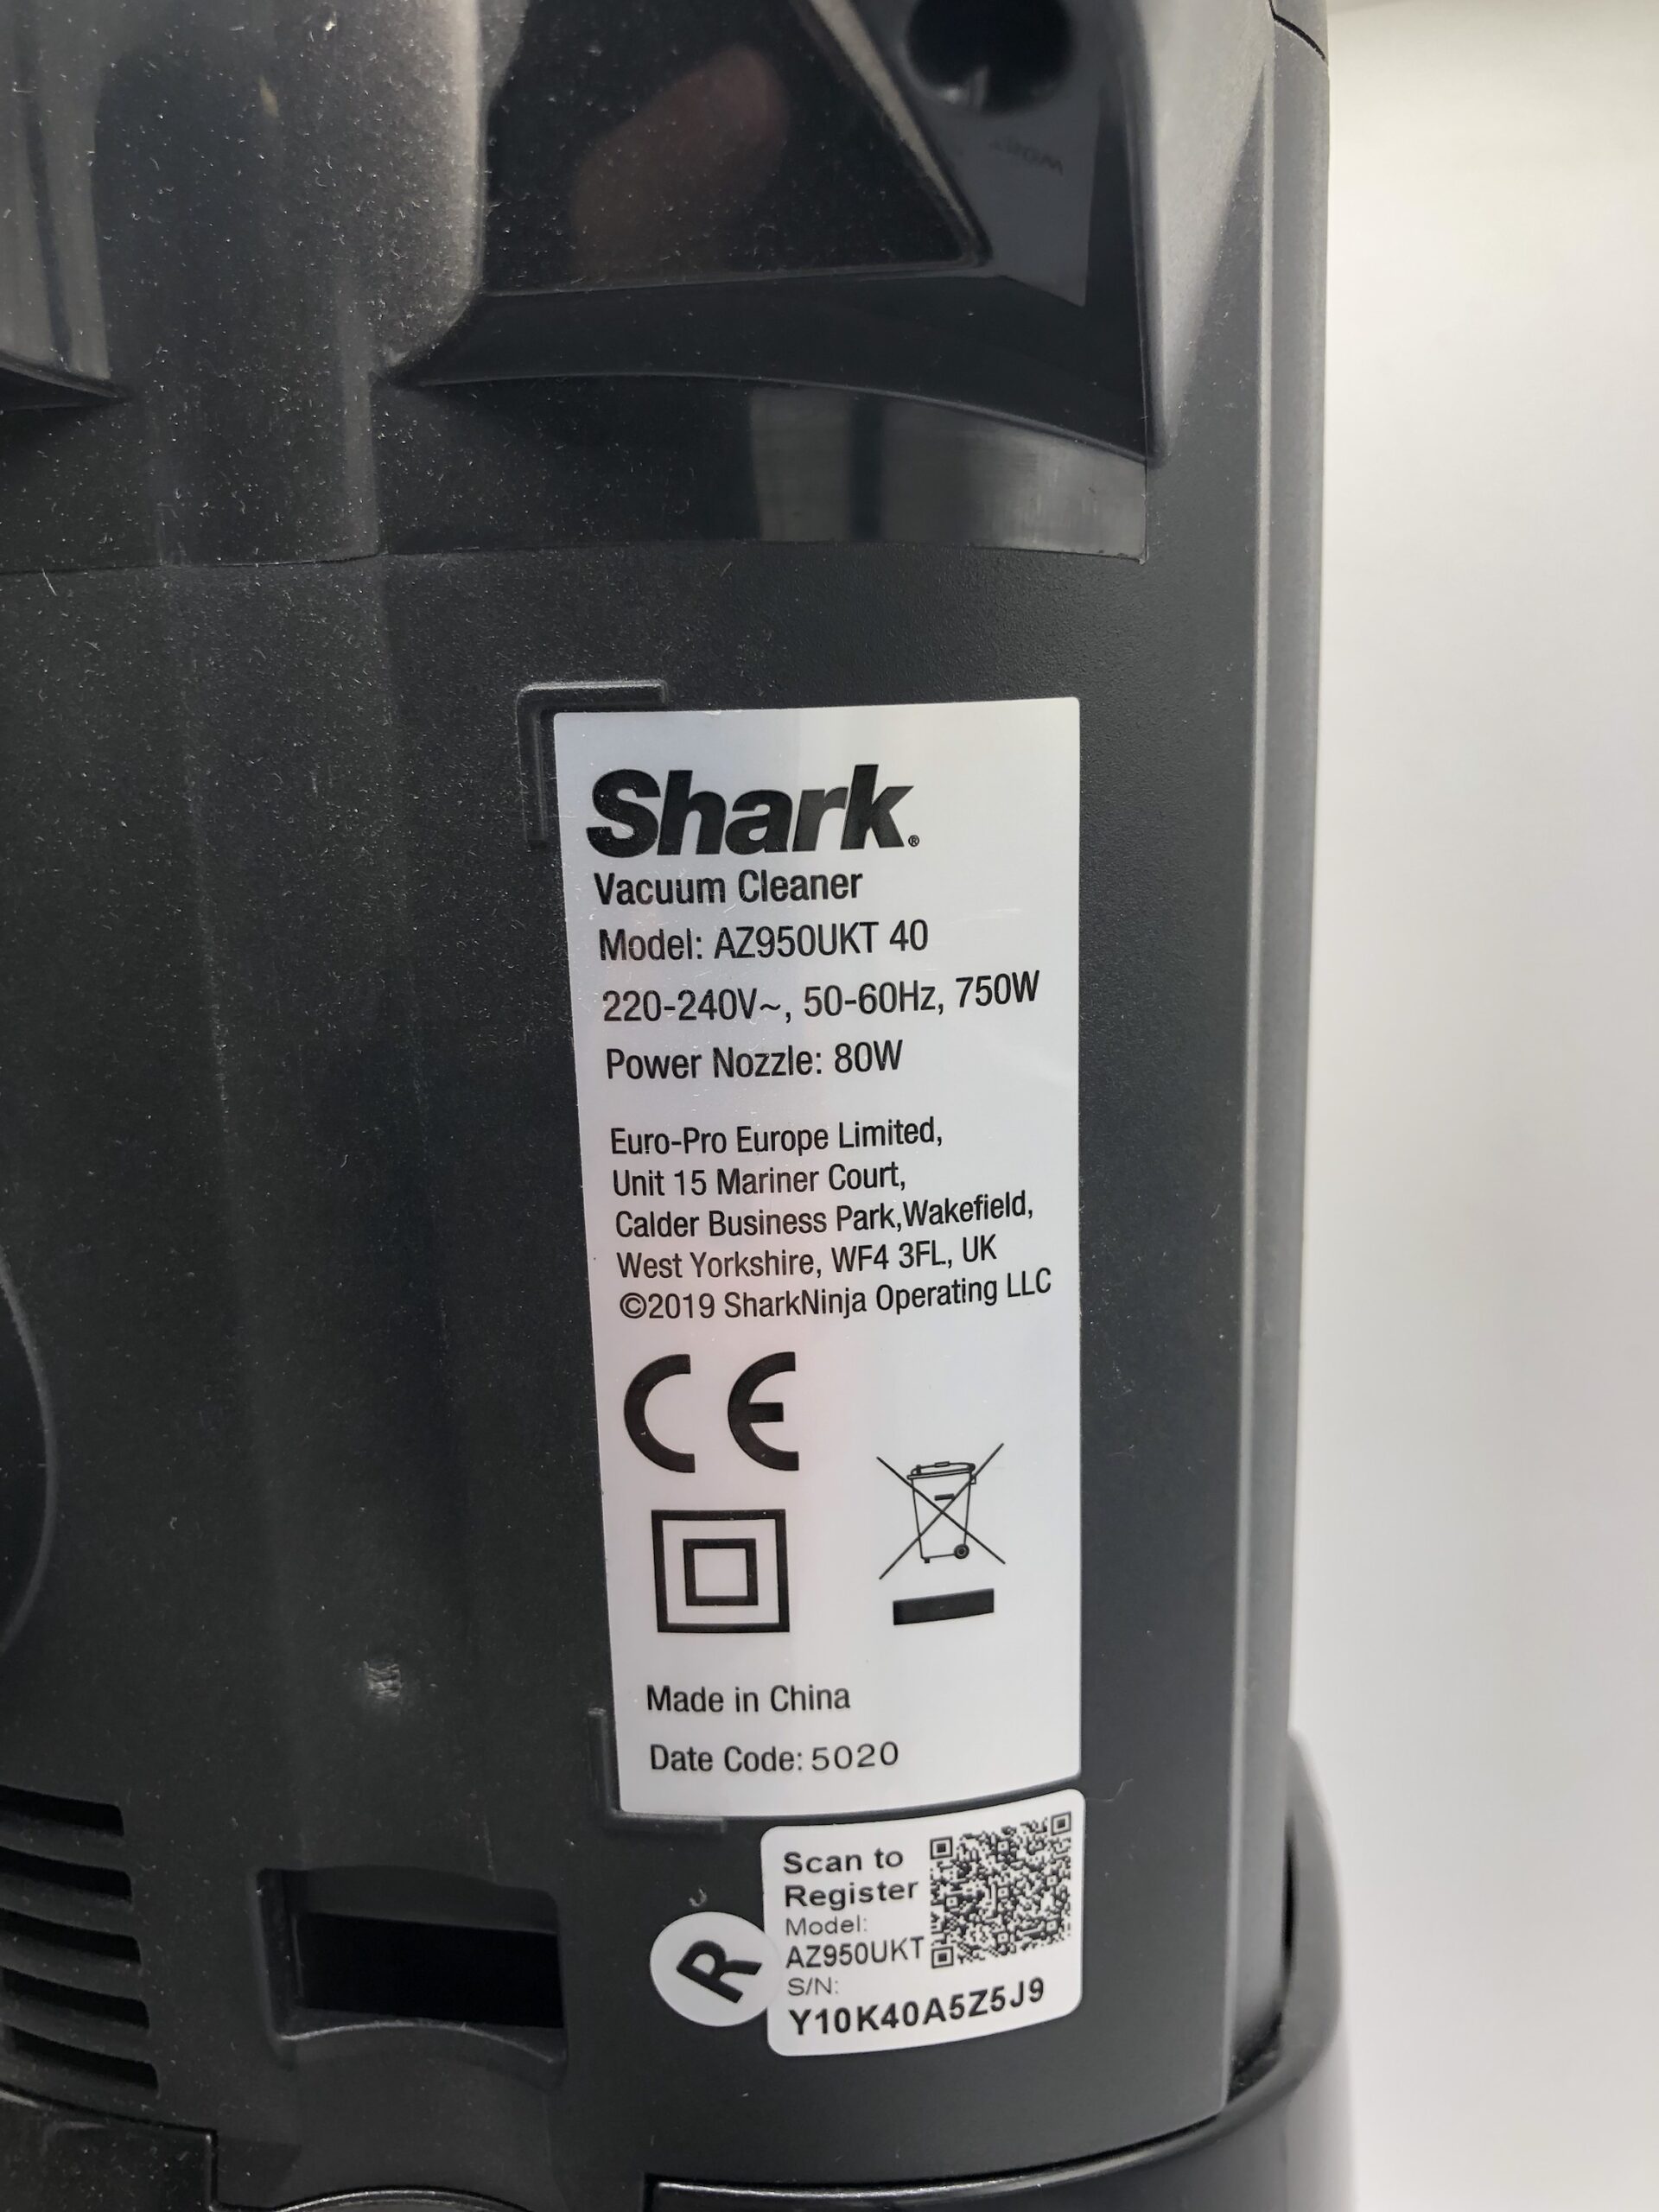 Shark®
Vacuum Cleaner
Model: AZ950UKT 40
220-240V~, 50-60Hz, 750W
Power Nozzle: 80W
Euro-Pro Europe Limited,
Unit 15 Mariner Court,
Calder Business Park,Wakefield,
West Yorkshire, WF4 3FL, UK
©2019 SharkNinja Operating LLC
CE
Made in China
Date Code: 5020
Scan to
Register
Model:
AZ950UKT
S/N:
Y10K40A5Z5J9
R